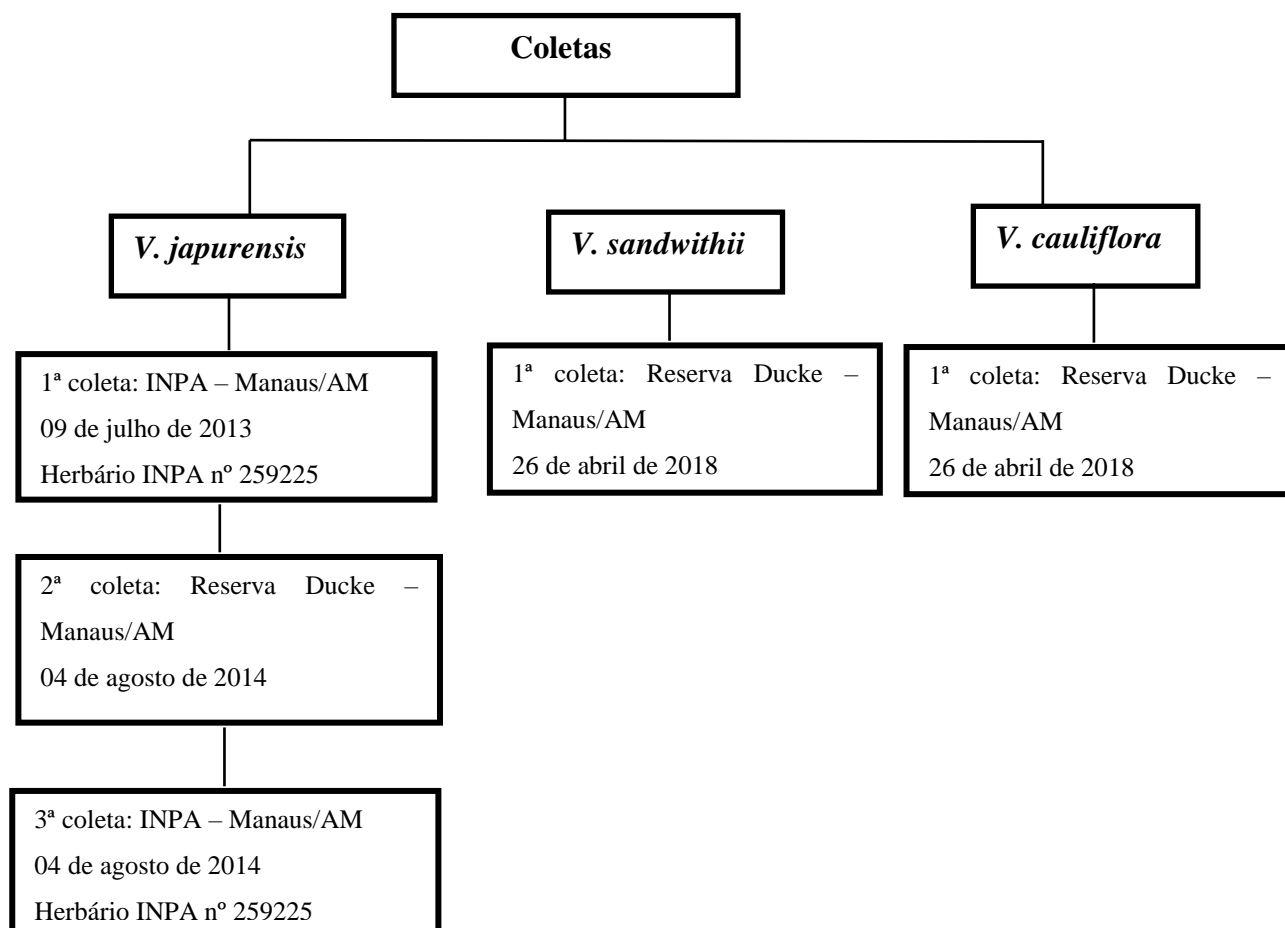 Coletas
V. japurensis
V. sandwithii
V. cauliflora
1ª coleta: INPA – Manaus/AM
09 de julho de 2013
Herbário INPA nº 259225
1ª coleta: Reserva Ducke –
Manaus/AM
26 de abril de 2018
1ª coleta: Reserva Ducke –
Manaus/AM
26 de abril de 2018
2ª coleta: Reserva Ducke –
Manaus/AM
04 de agosto de 2014
3ª coleta: INPA – Manaus/AM
04 de agosto de 2014
Herbário INPA nº 259225